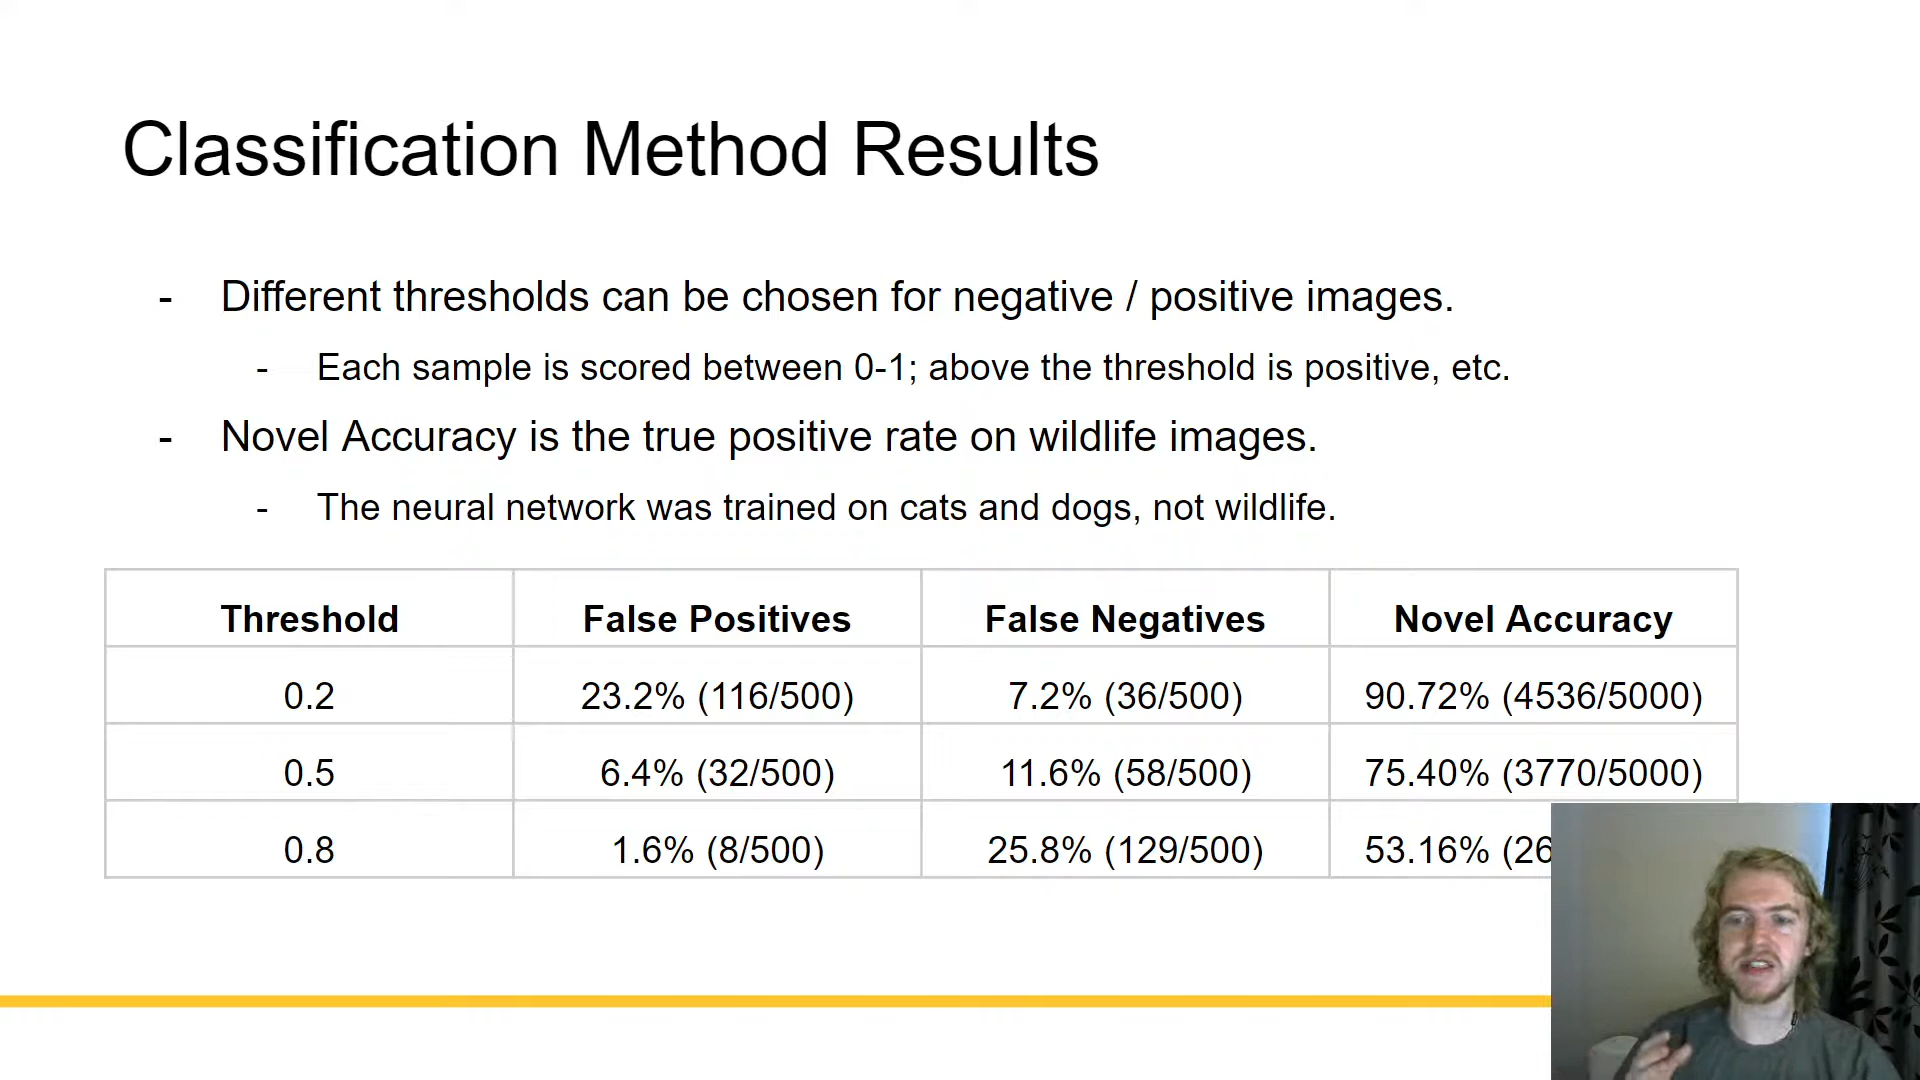 Classification Method Results
- Different thresholds can be chosen for negative / positive images.
- Each sample is scored between 0-1; above the threshold is positive, etc.
- Novel Accuracy is the true positive rate on wildlife images.
- The neural network was trained on cats and dogs, not wildlife.
Threshold False Positives False Negatives Novel Accuracy
0.2 23.2% (116/500) 7.2% (36/500) 90.72% (4536/5000)
0.5 6.4% (32/500) 11.6% (58/500) 75.40% (3770/5000)
0.8 1.6% (8/500) 25.8% (129/500) 53.16% (26